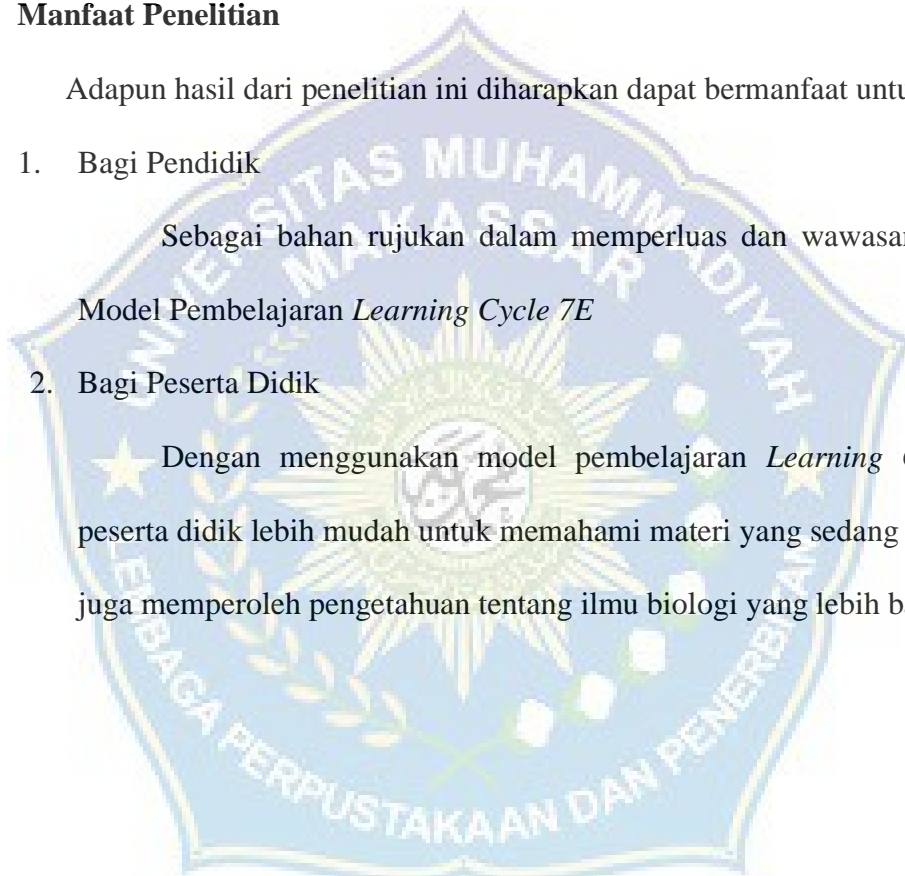 Manfaat Penelitian
Adapun hasil dari penelitian ini diharapkan dapat bermanfaat untu
1. Bagi Pendidik
Sebagai bahan rujukan dalam memperluas dan wawasan
Model Pembelajaran Learning Cycle 7E
2. Bagi Peserta Didik
Dengan menggunakan model pembelajaran Learning
peserta didik lebih mudah untuk memahami materi yang sedang
juga memperoleh pengetahuan tentang ilmu biologi yang lebih b
UNIVERSITAS MUHAMMADIYAH
MAKASSAR
LEMBAGA PERPUSTAKAAN DAN PENERBITAN